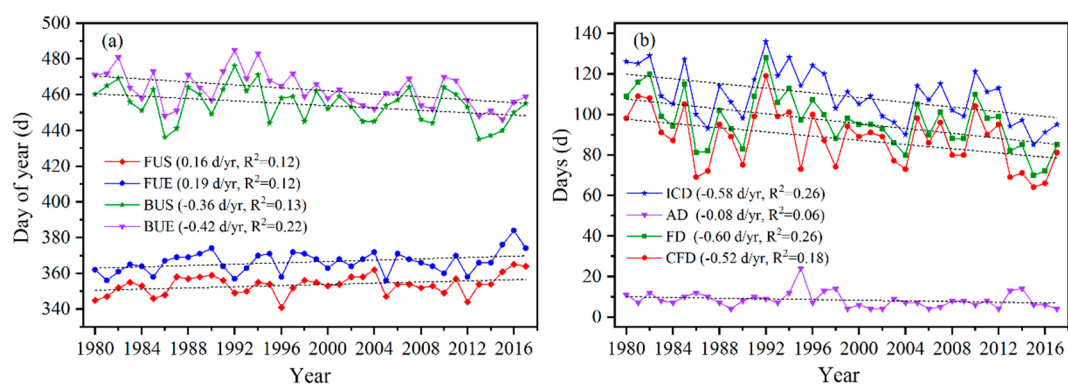 (a)
Day of year (d)
500
480
460
440
420
400
380
360
340
FUS (0.16 d/yr, R²=0.12)
FUE (0.19 d/yr, R²=0.12)
BUS (-0.36 d/yr, R²=0.13)
BUE (-0.42 d/yr, R²=0.22)
1980 1984 1988 1992 1996 2000 2004 2008 2012 2016
Year
(b)
Days (d)
140
120
100
80
60
40
20
0
ICD (-0.58 d/yr, R²=0.26)
AD (-0.08 d/yr, R²=0.06)
FD (-0.60 d/yr, R²=0.26)
CFD (-0.52 d/yr, R²=0.18)
1980 1984 1988 1992 1996 2000 2004 2008 2012 2016
Year